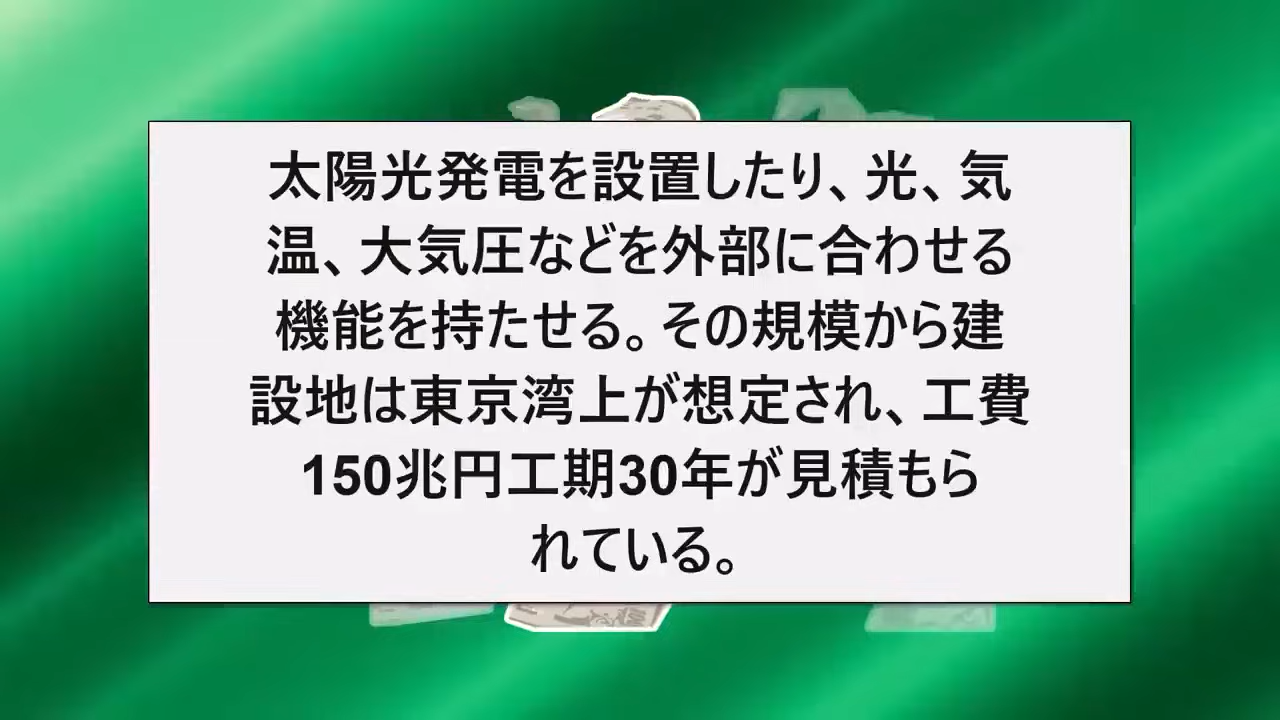 太陽光発電を設置したり、光、気
温、大気圧などを外部に合わせる
機能を持たせる。その規模から建
設地は東京湾上が想定され、工費
150兆円工期30年が見積もら
れている。